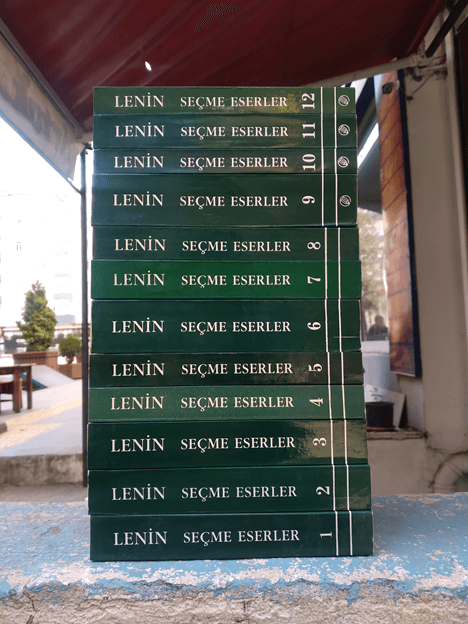 LENİN SEÇME ESERLER 12
LENİN SEÇME ESERLER 11
LENİN SEÇME ESERLER 10
LENİN SEÇME ESERLER 9
LENİN SEÇME ESERLER 8
LENİN SEÇME ESERLER 7
LENİN SEÇME ESERLER 6
LENİN SEÇME ESERLER 5
LENİN SEÇME ESERLER 4
LENİN SEÇME ESERLER 3
LENİN SEÇME ESERLER 2
LENİN SEÇME ESERLER 1